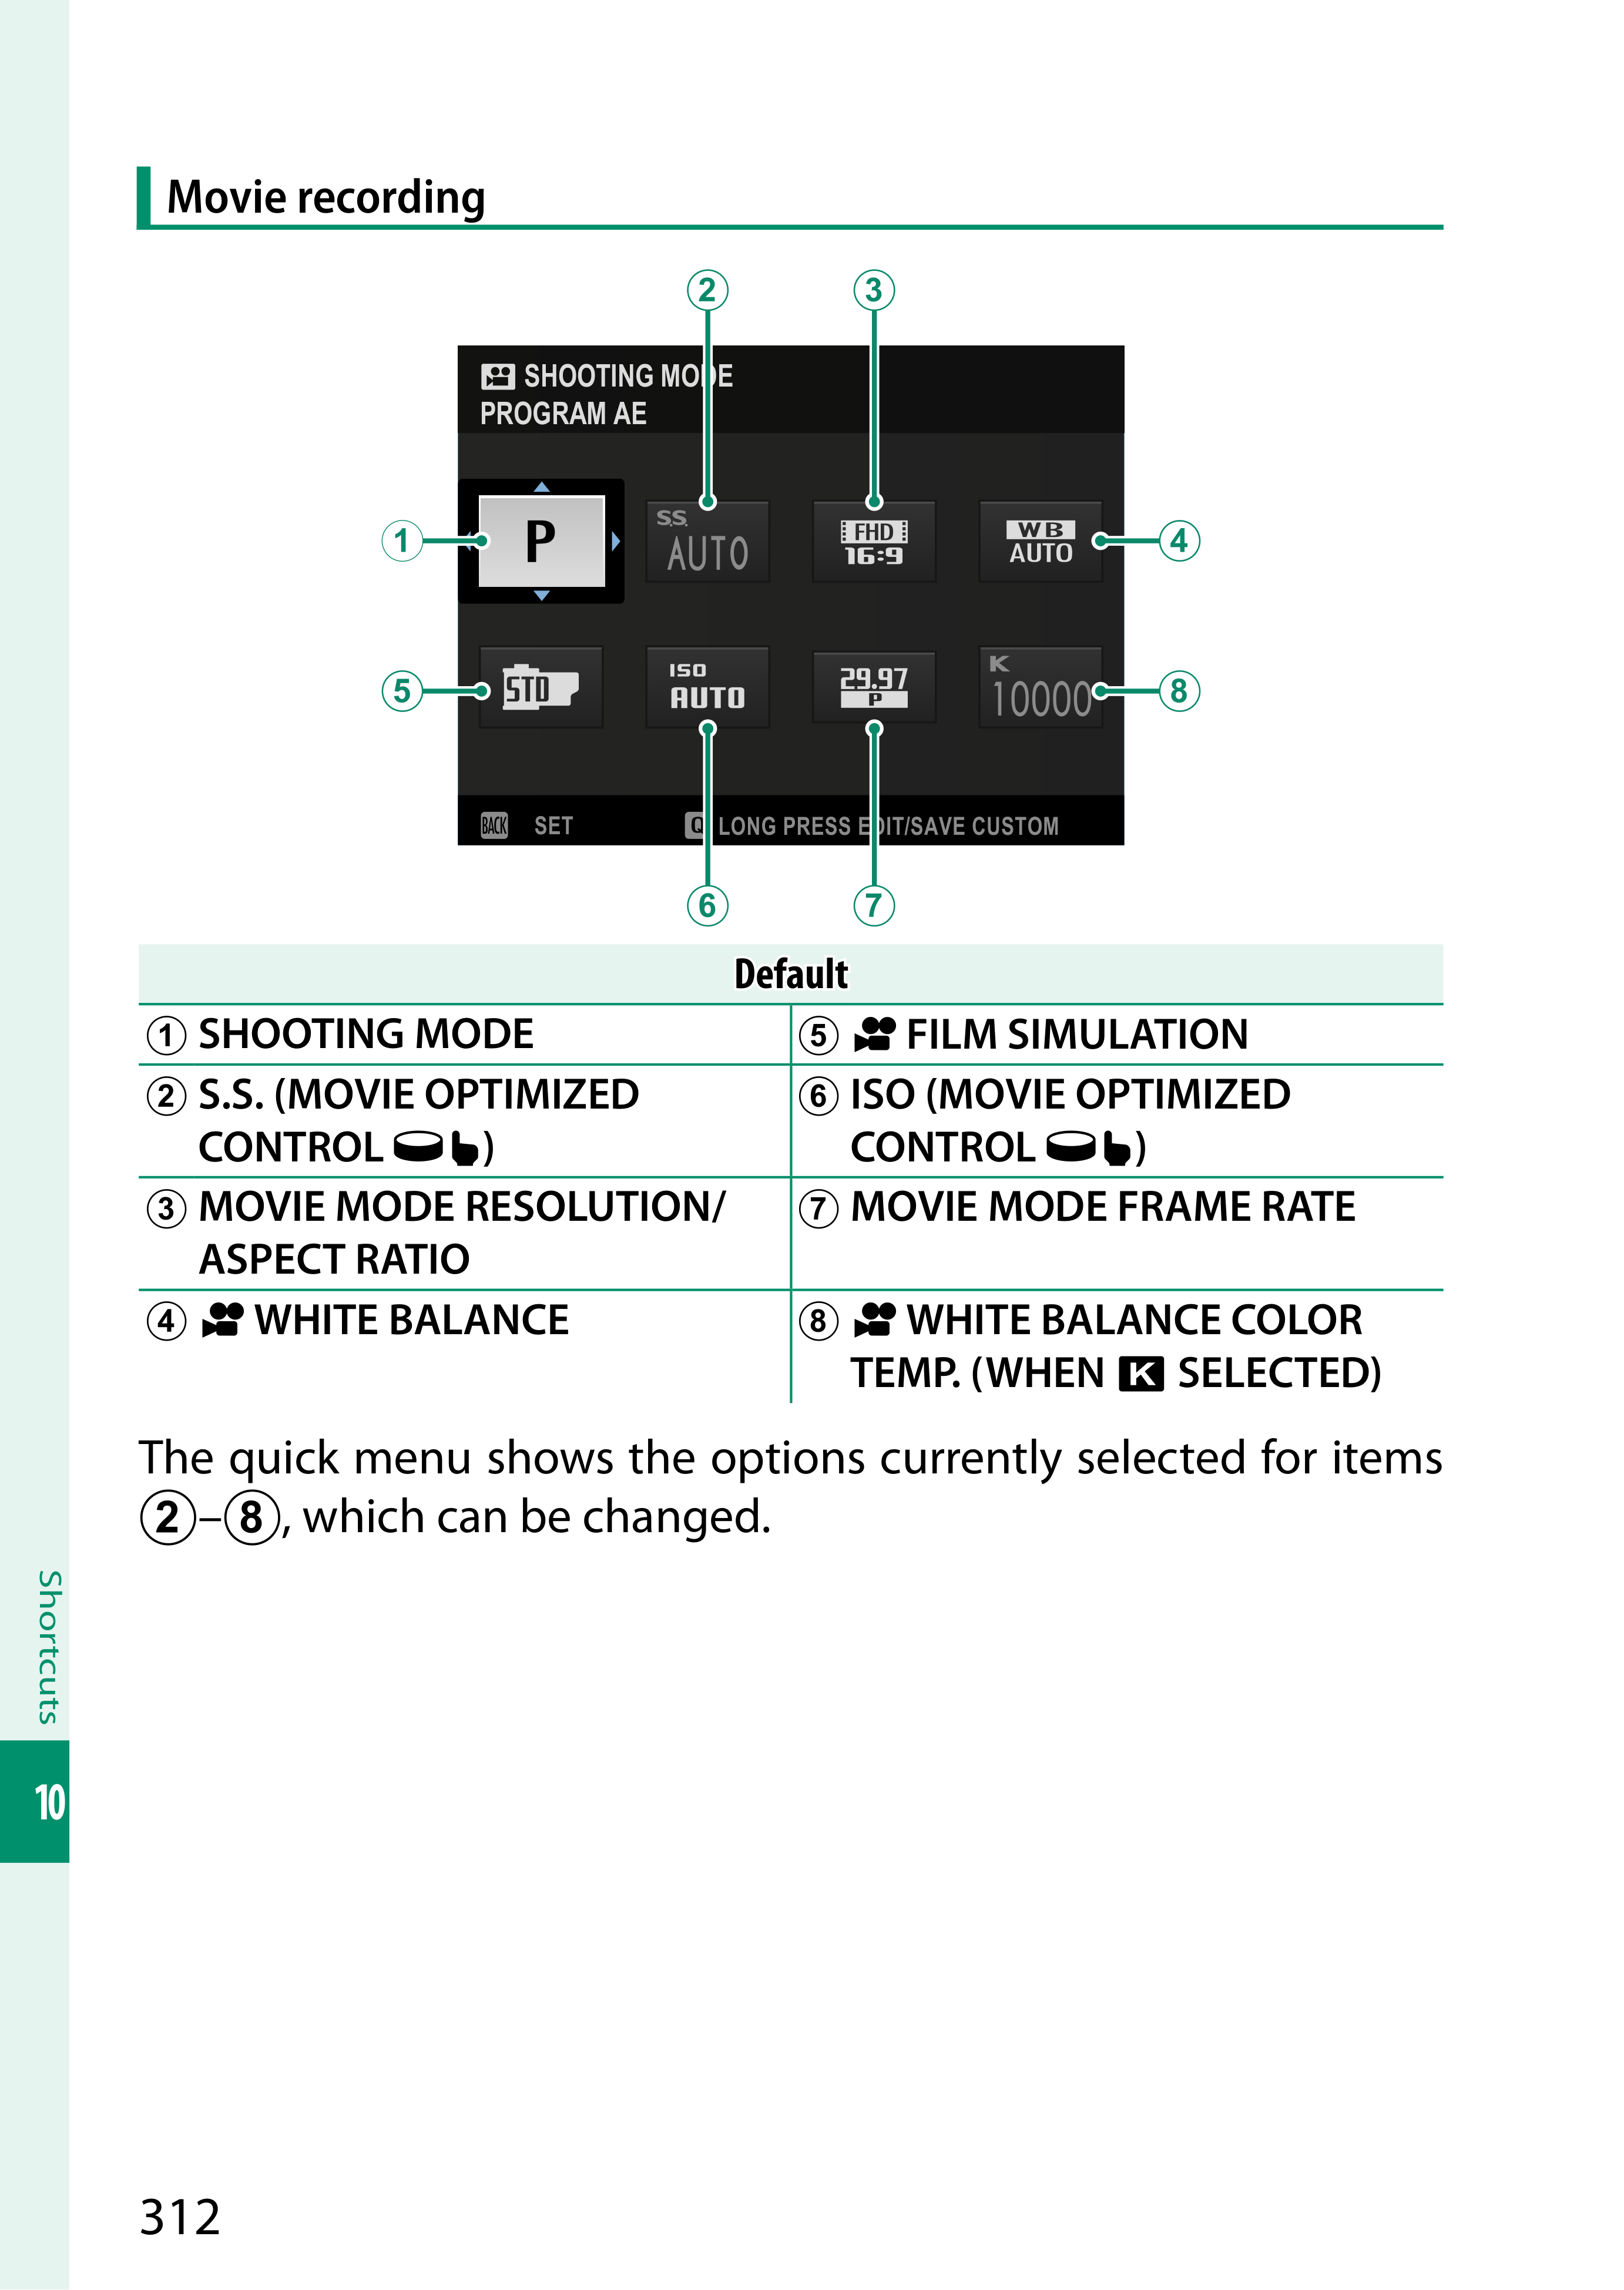 Movie recording
② ③
SHOOTING MODE
PROGRAM AE
① P S.S. AUTO FHD 16:9 WB AUTO ④
⑤ STD ISO AUTO 29.97 P K 10000 ⑧
BACK SET Q LONG PRESS EDIT/SAVE CUSTOM
⑥ ⑦
Default
① SHOOTING MODE
② S.S. (MOVIE OPTIMIZED
CONTROL )
③ MOVIE MODE RESOLUTION/
ASPECT RATIO
④ WHITE BALANCE
⑤ FILM SIMULATION
⑥ ISO (MOVIE OPTIMIZED
CONTROL )
⑦ MOVIE MODE FRAME RATE
⑧ WHITE BALANCE COLOR
TEMP. (WHEN K SELECTED)
The quick menu shows the options currently selected for items
②–⑧, which can be changed.
Shortcuts
10
312